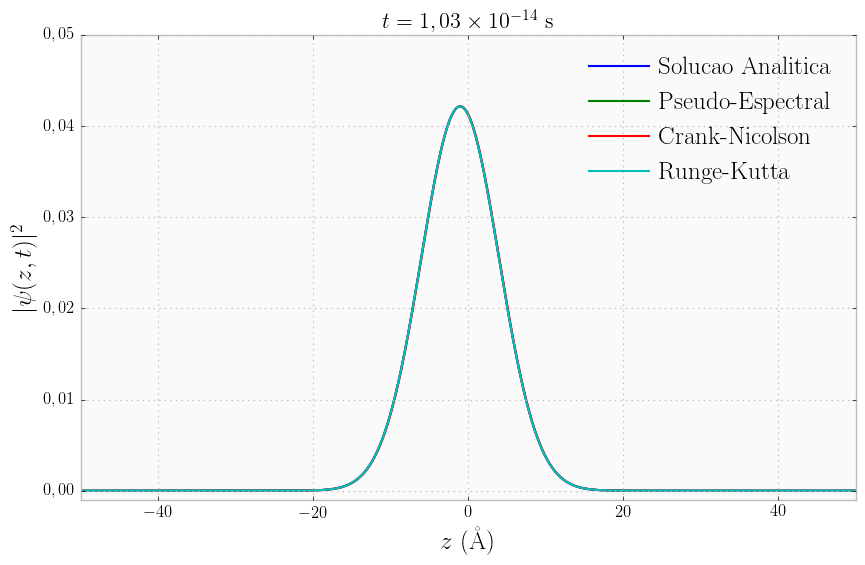 t = 1,03 × 10⁻¹⁴ s
0,05
0,04
0,03
0,02
0,01
0,00
|ψ(z, t)|²
Solucao Analitica
Pseudo-Espectral
Crank-Nicolson
Runge-Kutta
−40 −20 0 20 40
z (Å)